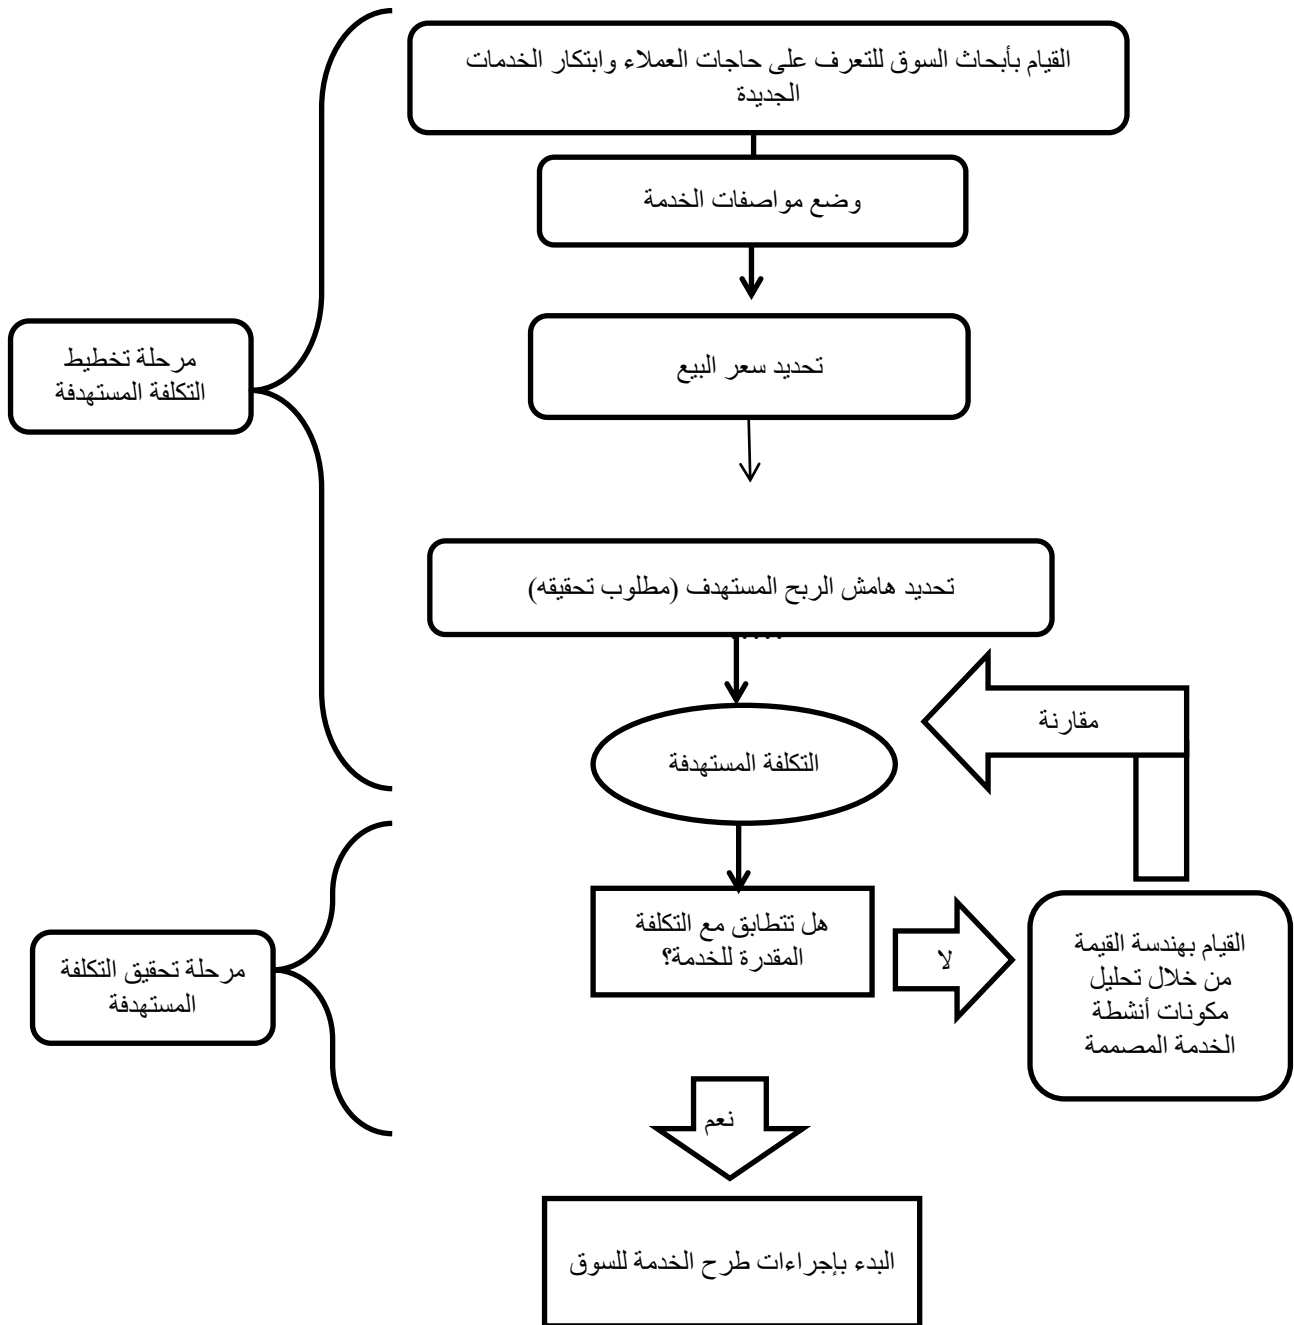 القيام بأبحاث السوق للتعرف على حاجات العملاء وابتكار الخدمات
الجديدة
وضع مواصفات الخدمة
تحديد سعر البيع
مرحلة تخطيط
التكلفة المستهدفة
تحديد هامش الربح المستهدف (مطلوب تحقيقه)
.....
مقارنة
التكلفة المستهدفة
هل تتطابق مع التكلفة
المقدرة للخدمة؟
لا
القيام بهندسة القيمة
من خلال تحليل
مكونات أنشطة
الخدمة المصممة
مرحلة تحقيق التكلفة
المستهدفة
نعم
البدء بإجراءات طرح الخدمة للسوق